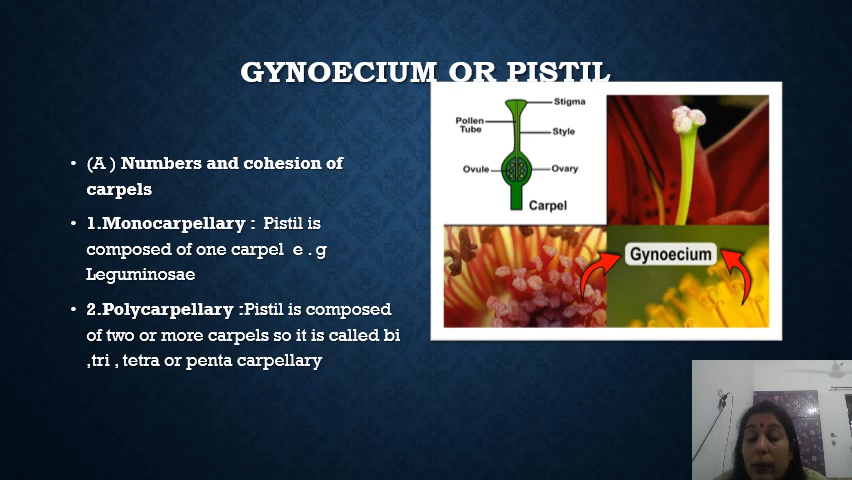 GYNOECIUM OR PISTIL
• (A ) Numbers and cohesion of
carpels
• 1.Monocarpellary : Pistil is
composed of one carpel e . g
Leguminosae
• 2.Polycarpellary :Pistil is composed
of two or more carpels so it is called bi
,tri , tetra or penta carpellary
Stigma
Pollen
Tube
Style
Ovule
Ovary
Carpel
Gynoecium